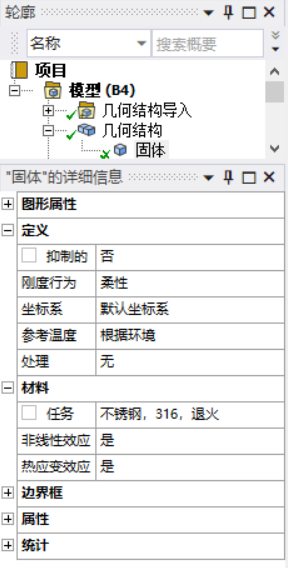 轮廓
名称 搜索概要
项目
模型 (B4)
几何结构导入
几何结构
固体
"固体"的详细信息
图形属性
定义
抑制的 否
刚度行为 柔性
坐标系 默认坐标系
参考温度 根据环境
处理 无
材料
任务 不锈钢，316，退火
非线性效应 是
热应变效应 是
边界框
属性
统计